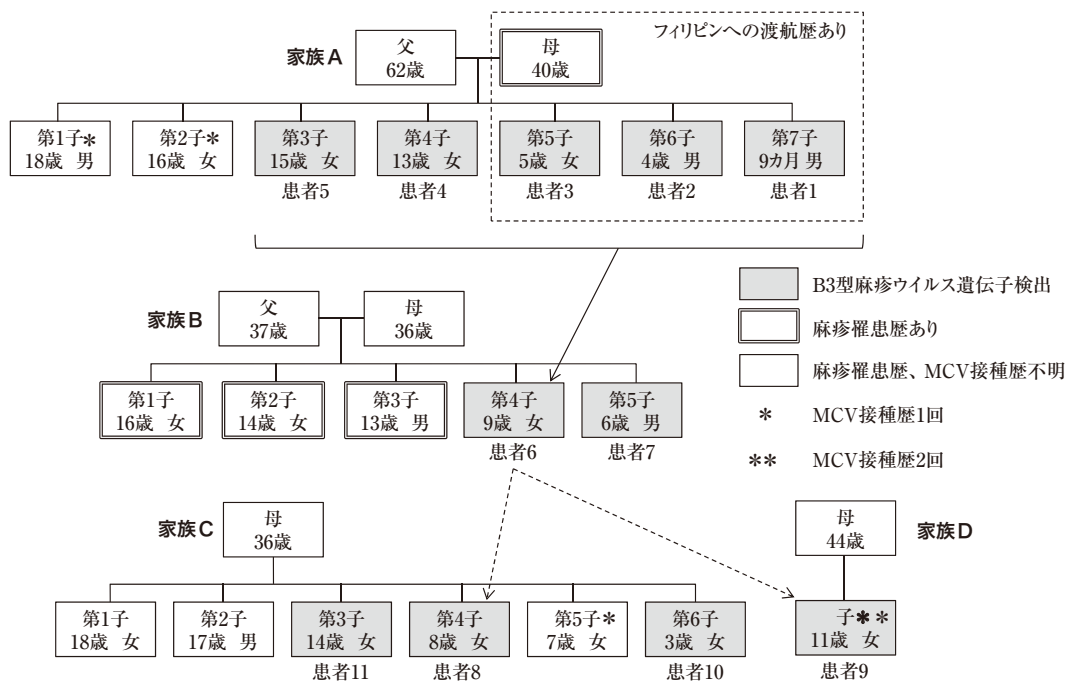 フィリピンへの渡航歴あり
家族A
父
62歳
母
40歳
第1子*
18歳 男
第2子*
16歳 女
第3子
15歳 女
患者5
第4子
13歳 女
患者4
第5子
5歳 女
患者3
第6子
4歳 男
患者2
第7子
9カ月 男
患者1
家族B
父
37歳
母
36歳
第1子
16歳 女
第2子
14歳 女
第3子
13歳 男
第4子
9歳 女
患者6
第5子
6歳 男
患者7
B3型麻疹ウイルス遺伝子検出
麻疹罹患歴あり
麻疹罹患歴、MCV接種歴不明
* MCV接種歴1回
** MCV接種歴2回
家族C
母
36歳
第1子
18歳 女
第2子
17歳 男
第3子
14歳 女
患者11
第4子
8歳 女
患者8
第5子*
7歳 女
第6子
3歳 女
患者10
家族D
母
44歳
子**
11歳 女
患者9